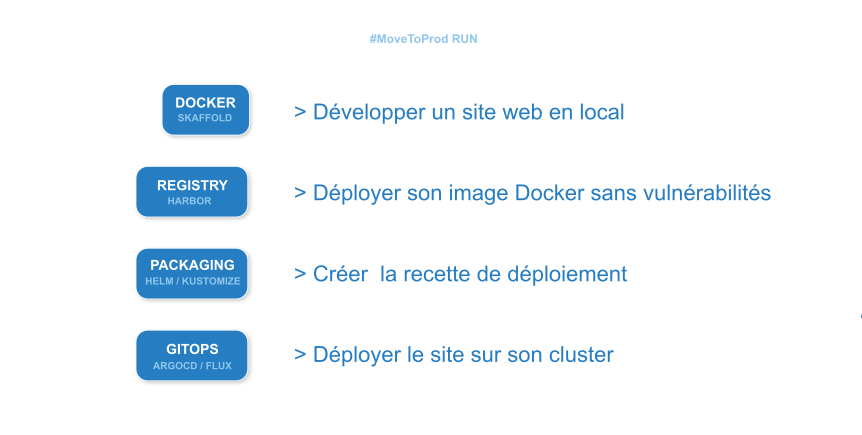 #MoveToProd RUN
DOCKER
SKAFFOLD
> Développer un site web en local
REGISTRY
HARBOR
> Déployer son image Docker sans vulnérabilités
PACKAGING
HELM / KUSTOMIZE
> Créer  la recette de déploiement
GITOPS
ARGOCD / FLUX
> Déployer le site sur son cluster